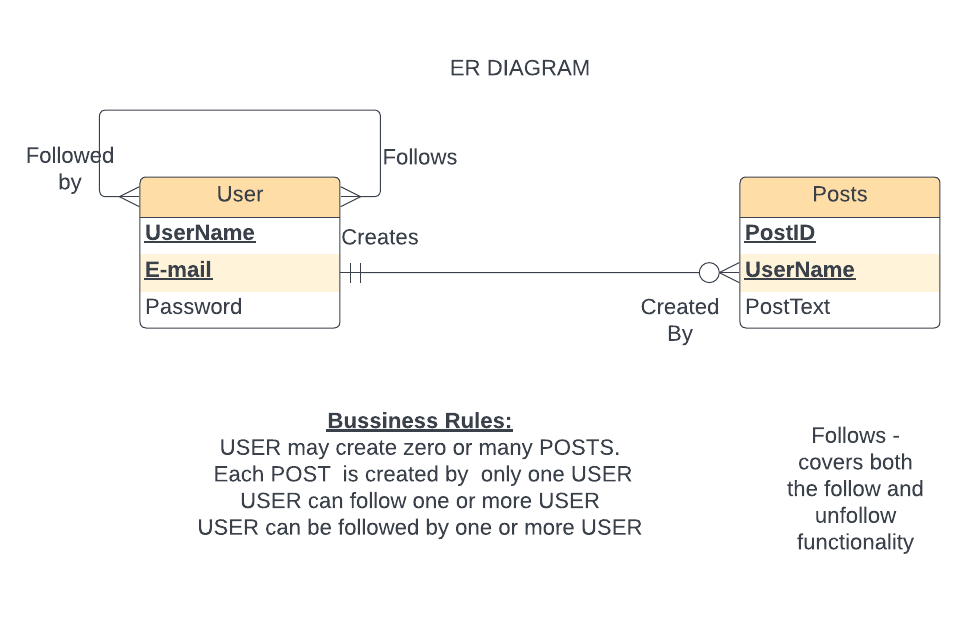 ER DIAGRAM
Followed
by
Follows
User
UserName
E-mail
Password
Creates
Created
By
Posts
PostID
UserName
PostText
Bussiness Rules:
USER may create zero or many POSTS.
Each POST  is created by  only one USER
USER can follow one or more USER
USER can be followed by one or more USER
Follows -
covers both
the follow and
unfollow
functionality